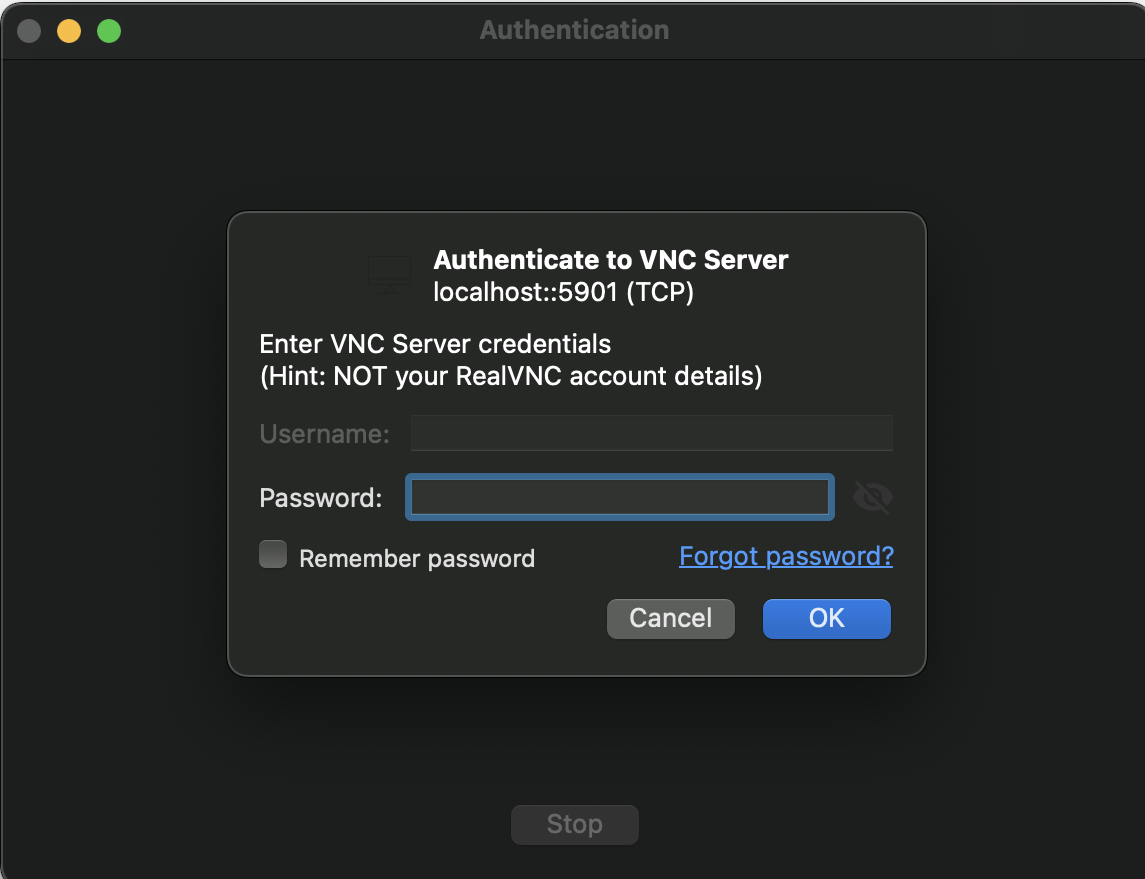 Authentication
Authenticate to VNC Server
localhost::5901 (TCP)
Enter VNC Server credentials
(Hint: NOT your RealVNC account details)
Username:
Password:
Remember password
Forgot password?
Cancel
OK
Stop